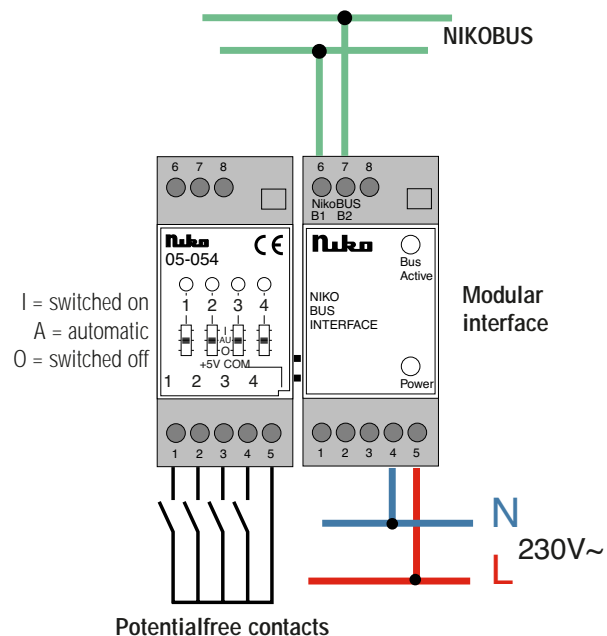 NIKOBUS
6 7 8
6 7 8
NikoBUS
B1 B2
Niko
05-054
CE
1 2 3 4
I
AU
O
+5V COM
1 2 3 4
I = switched on
A = automatic
O = switched off
Niko
Bus
Active
NIKO
BUS
INTERFACE
Power
Modular
interface
1 2 3 4 5
1 2 3 4 5
N
230V~
L
Potentialfree contacts